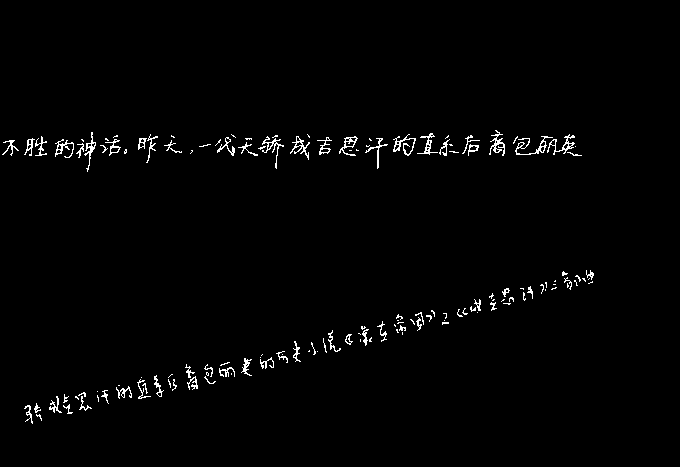 不胜的神话。昨天,一代天骄成吉思汗的直系后裔包丽英
骄成吉思汗的直系后裔包丽英的历史小说《蒙古帝国》之《成吉思汗》三部曲